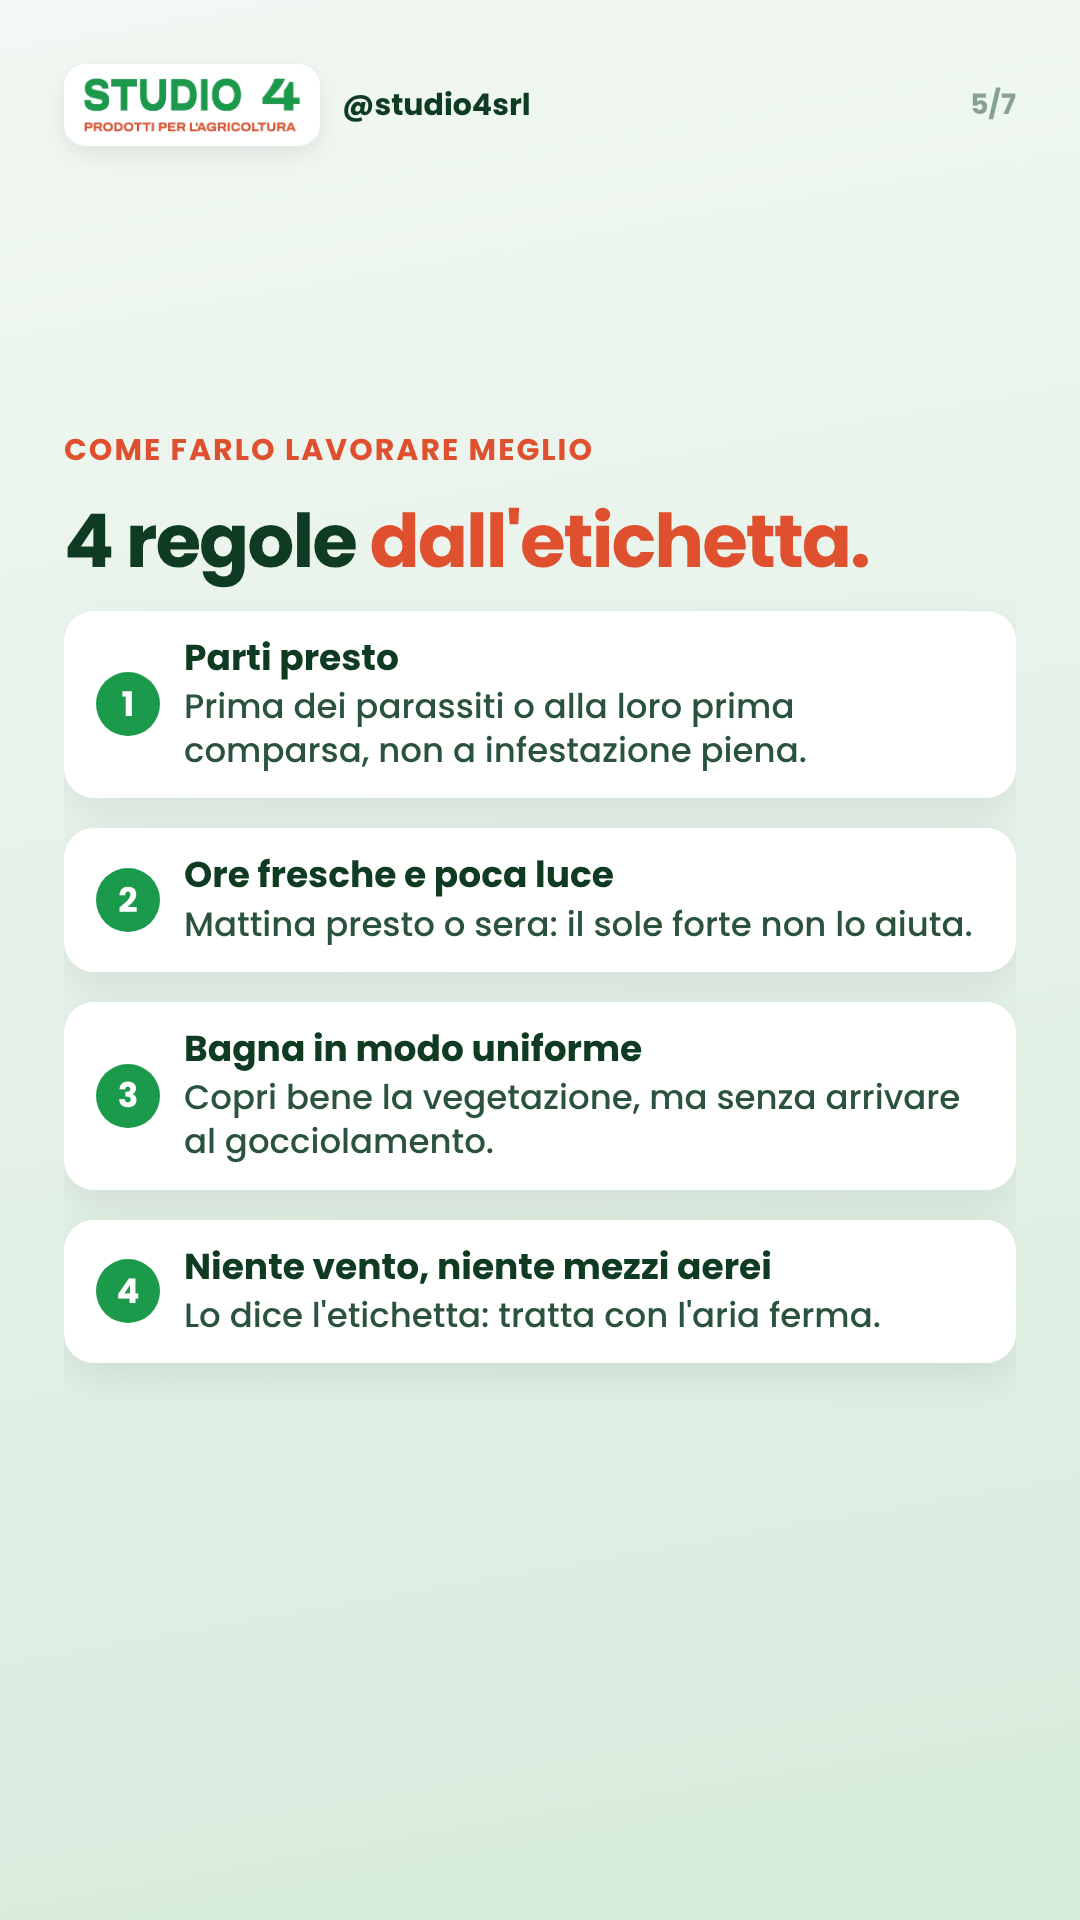 STUDIO 4
PRODOTTI PER L'AGRICOLTURA
@studio4srl
5/7
COME FARLO LAVORARE MEGLIO
4 regole dall'etichetta.
1
Parti presto
Prima dei parassiti o alla loro prima
comparsa, non a infestazione piena.
2
Ore fresche e poca luce
Mattina presto o sera: il sole forte non lo aiuta.
3
Bagna in modo uniforme
Copri bene la vegetazione, ma senza arrivare
al gocciolamento.
4
Niente vento, niente mezzi aerei
Lo dice l'etichetta: tratta con l'aria ferma.